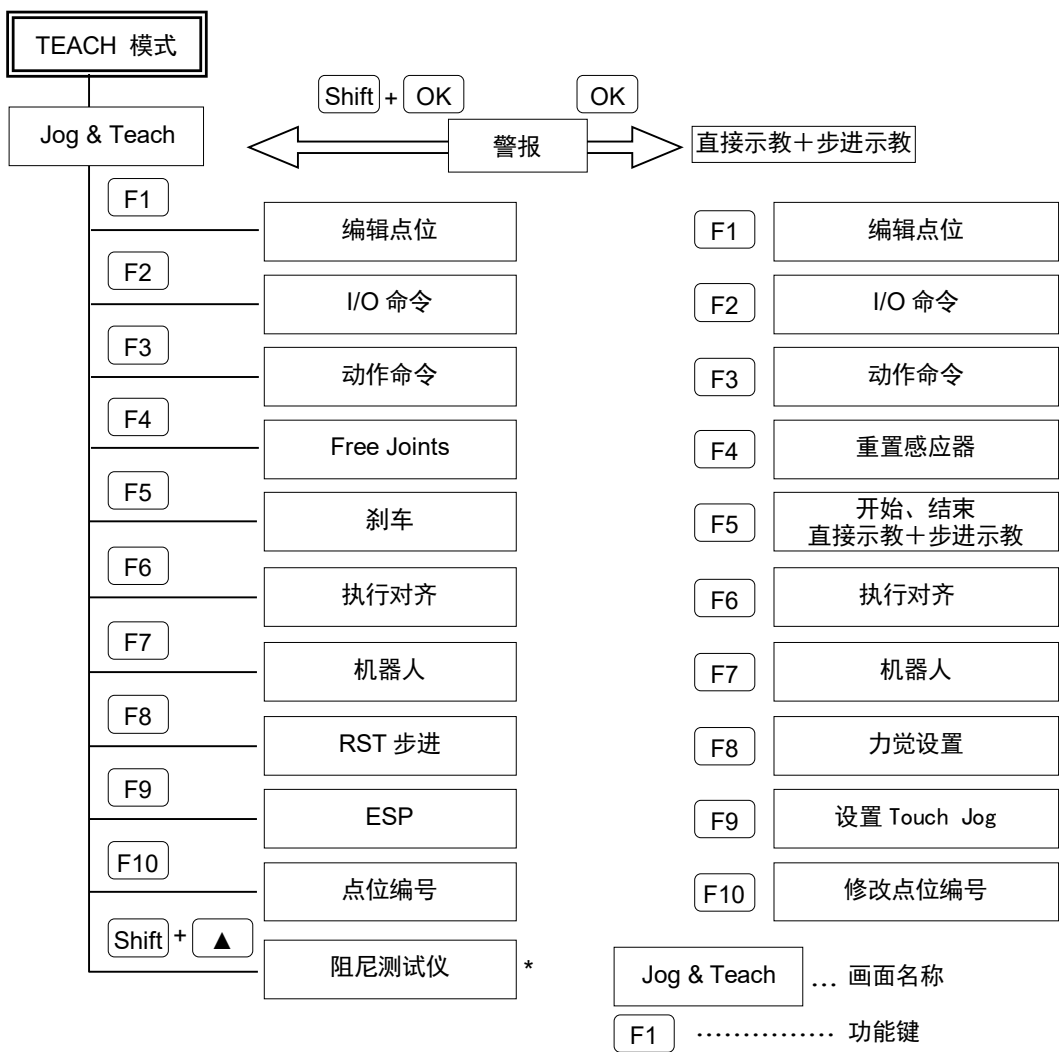 TEACH 模式
Shift + OK OK
Jog & Teach
警报
直接示教＋步进示教
F1
编辑点位
F1 编辑点位
F2
I/O 命令
F2 I/O 命令
F3
动作命令
F3 动作命令
F4
Free Joints
F4 重置感应器
F5
刹车
F5 开始、结束
直接示教＋步进示教
F6
执行对齐
F6 执行对齐
F7
机器人
F7 机器人
F8
RST 步进
F8 力觉设置
F9
ESP
F9 设置 Touch Jog
F10
点位编号
F10 修改点位编号
Shift + ▲
阻尼测试仪 *
Jog & Teach … 画面名称
F1 …………… 功能键